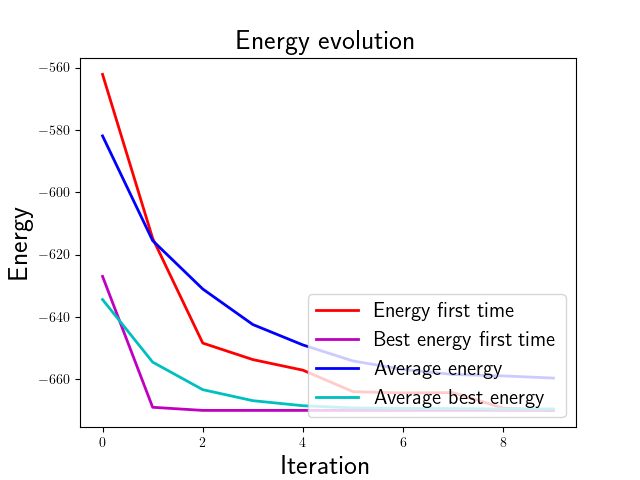 Energy evolution
−560
−580
−600
−620
−640
−660
Energy
Energy first time
Best energy first time
Average energy
Average best energy
0 2 4 6 8
Iteration